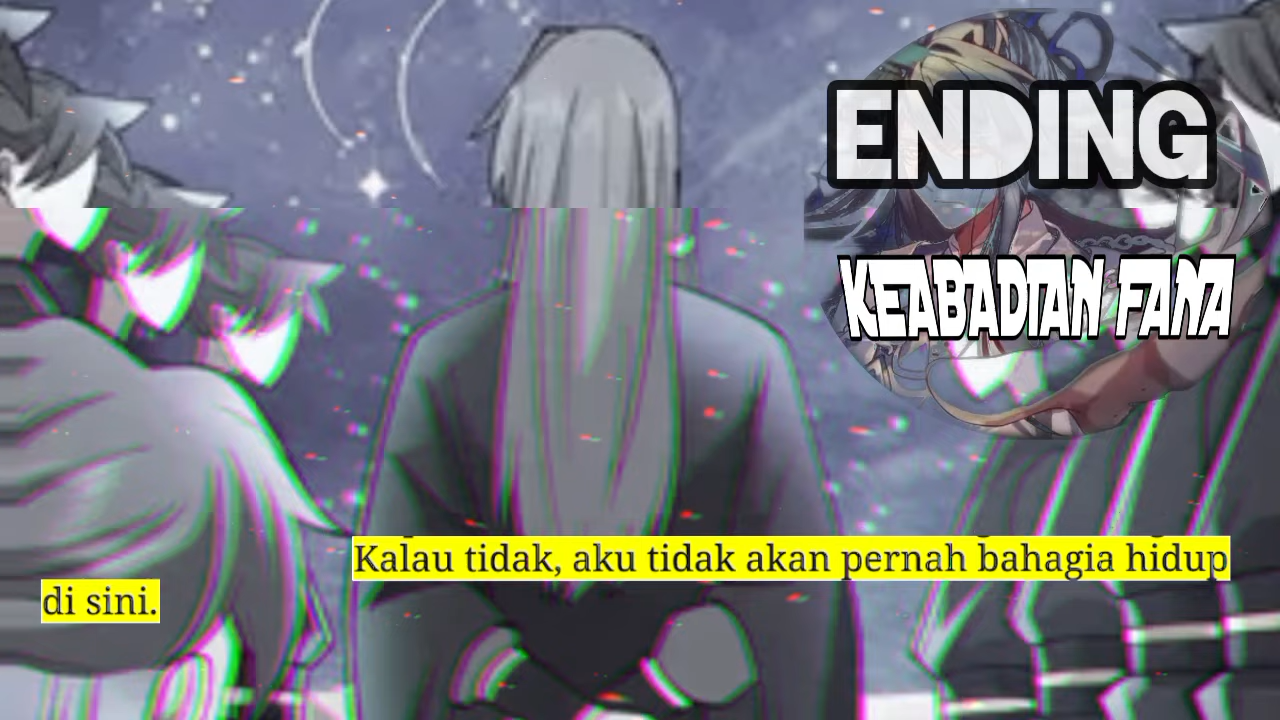 ENDING
KEABADIAN FANA
Kalau tidak, aku tidak akan pernah bahagia hidup
di sini.